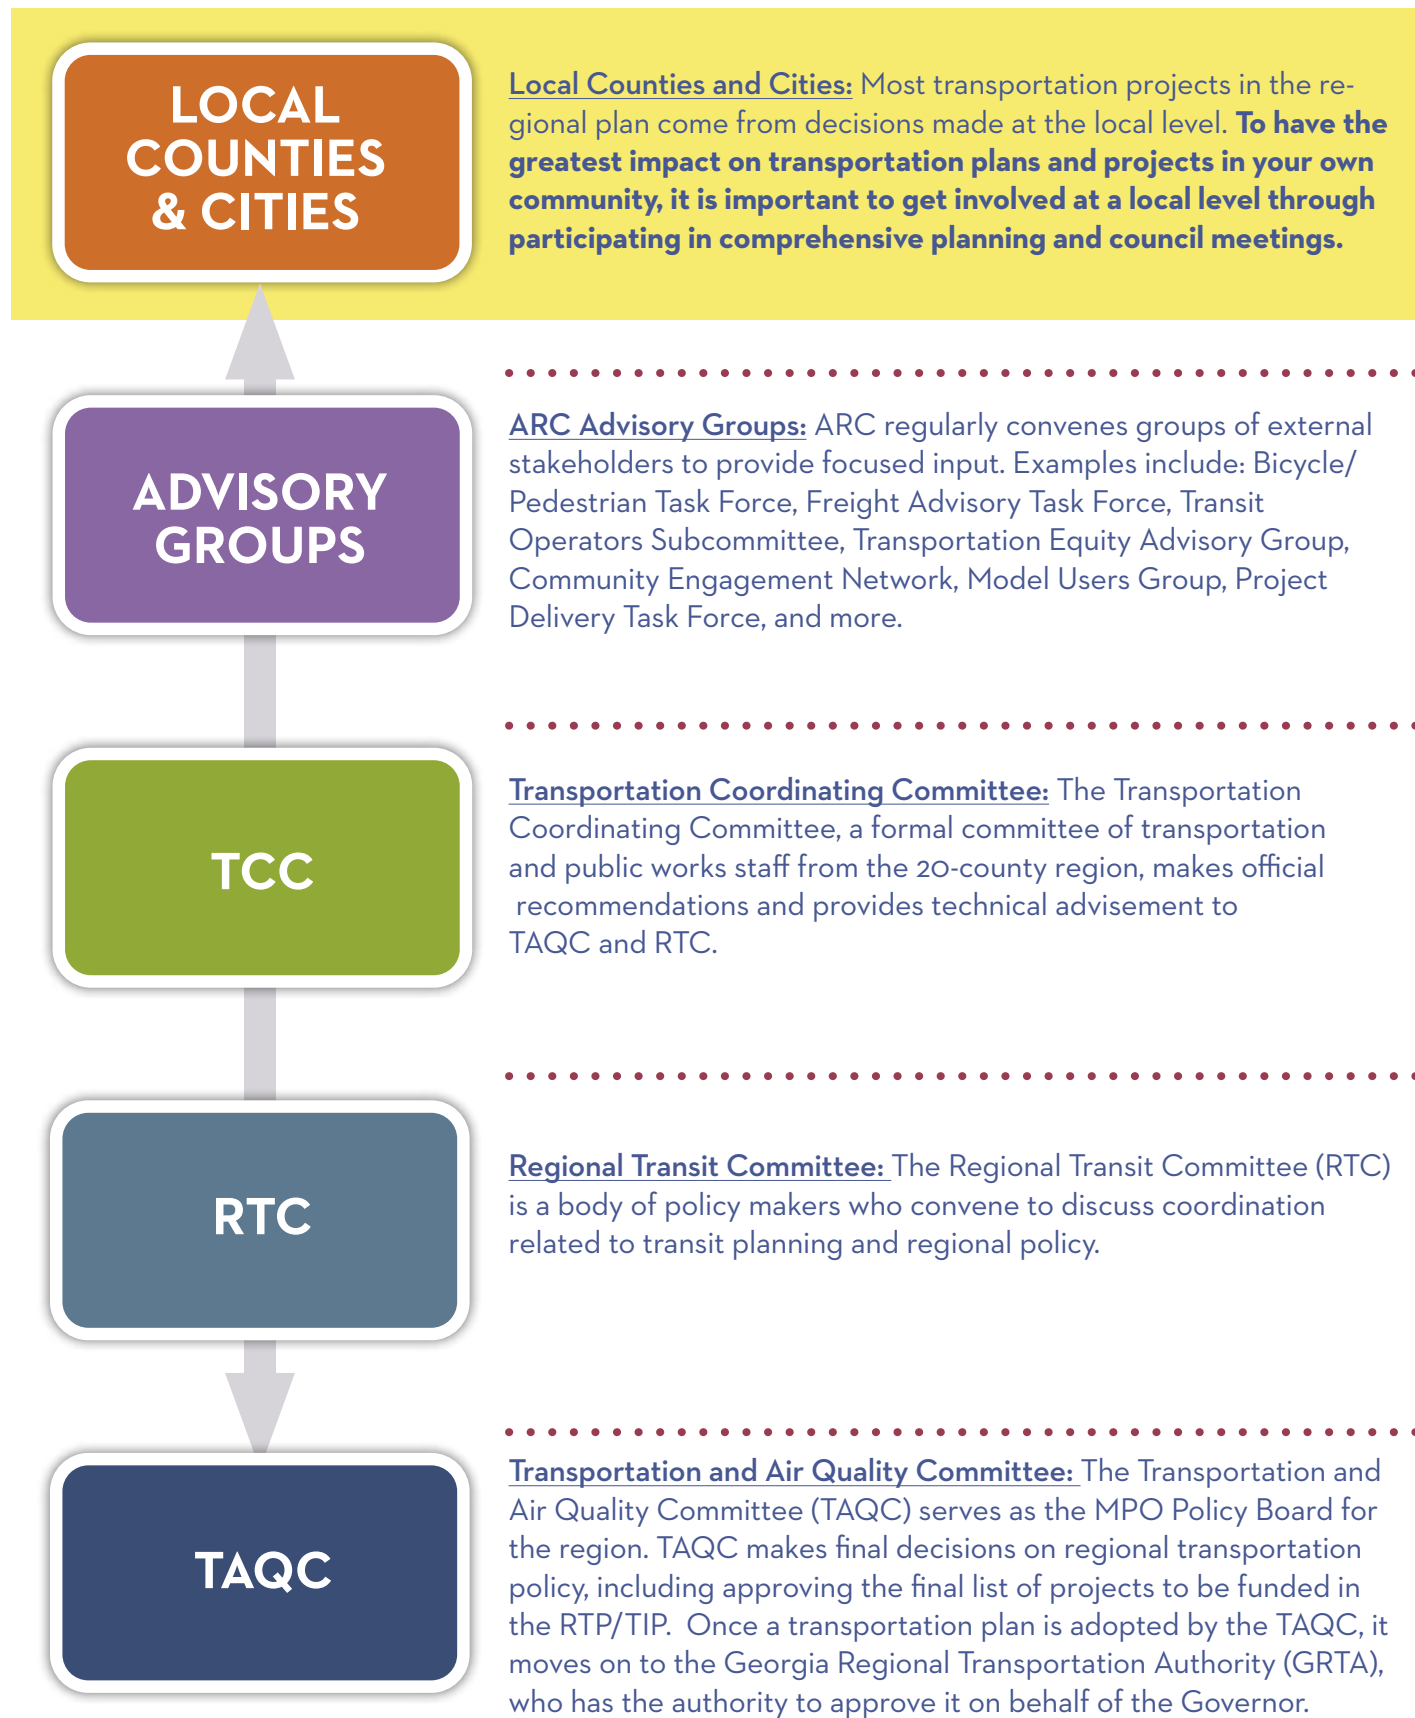 LOCAL
COUNTIES
& CITIES
Local Counties and Cities: Most transportation projects in the re-
gional plan come from decisions made at the local level. To have the
greatest impact on transportation plans and projects in your own
community, it is important to get involved at a local level through
participating in comprehensive planning and council meetings.
ADVISORY
GROUPS
ARC Advisory Groups: ARC regularly convenes groups of external
stakeholders to provide focused input. Examples include: Bicycle/
Pedestrian Task Force, Freight Advisory Task Force, Transit
Operators Subcommittee, Transportation Equity Advisory Group,
Community Engagement Network, Model Users Group, Project
Delivery Task Force, and more.
TCC
Transportation Coordinating Committee: The Transportation
Coordinating Committee, a formal committee of transportation
and public works staff from the 20-county region, makes official
recommendations and provides technical advisement to
TAQC and RTC.
RTC
Regional Transit Committee: The Regional Transit Committee (RTC)
is a body of policy makers who convene to discuss coordination
related to transit planning and regional policy.
TAQC
Transportation and Air Quality Committee: The Transportation and
Air Quality Committee (TAQC) serves as the MPO Policy Board for
the region. TAQC makes final decisions on regional transportation
policy, including approving the final list of projects to be funded in
the RTP/TIP. Once a transportation plan is adopted by the TAQC, it
moves on to the Georgia Regional Transportation Authority (GRTA),
who has the authority to approve it on behalf of the Governor.